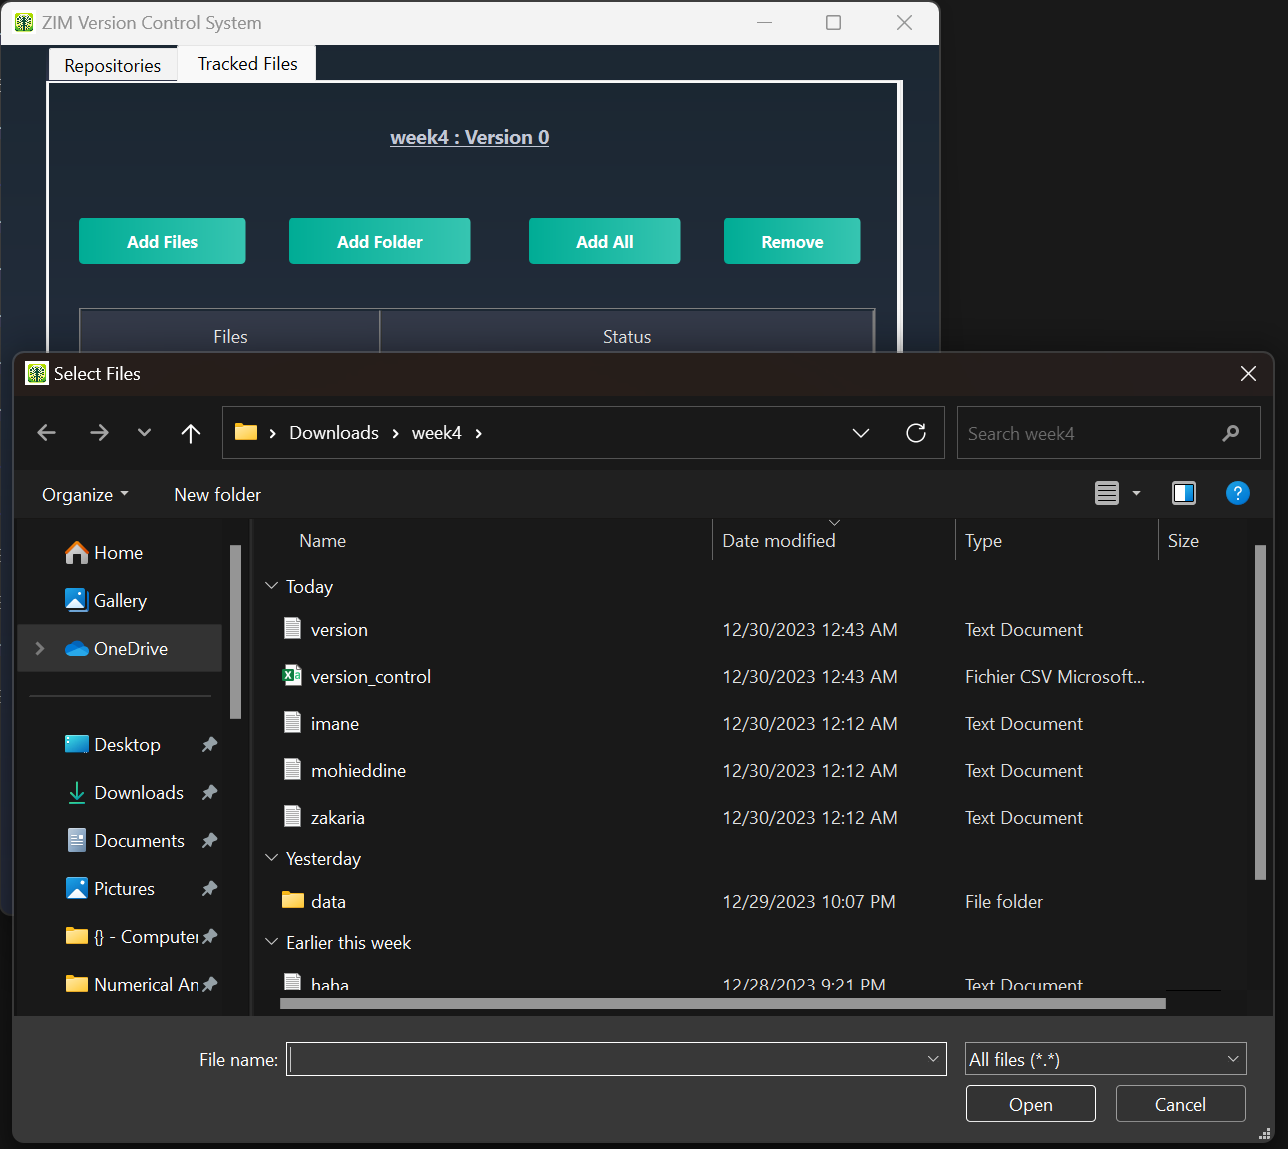 ZIM Version Control System
Repositories Tracked Files
week4 : Version 0
Add Files Add Folder Add All Remove
Files Status
Select Files
Downloads week4 Search week4
Organize New folder
Name Date modified Type Size
Home
Gallery
OneDrive
Desktop
Downloads
Documents
Pictures
{} - Computer
Numerical An
Today
version 12/30/2023 12:43 AM Text Document
version_control 12/30/2023 12:43 AM Fichier CSV Microsoft...
imane 12/30/2023 12:12 AM Text Document
mohieddine 12/30/2023 12:12 AM Text Document
zakaria 12/30/2023 12:12 AM Text Document
Yesterday
data 12/29/2023 10:07 PM File folder
Earlier this week
haha 12/28/2023 9:21 PM Text Document
File name: All files (*.*)
Open Cancel